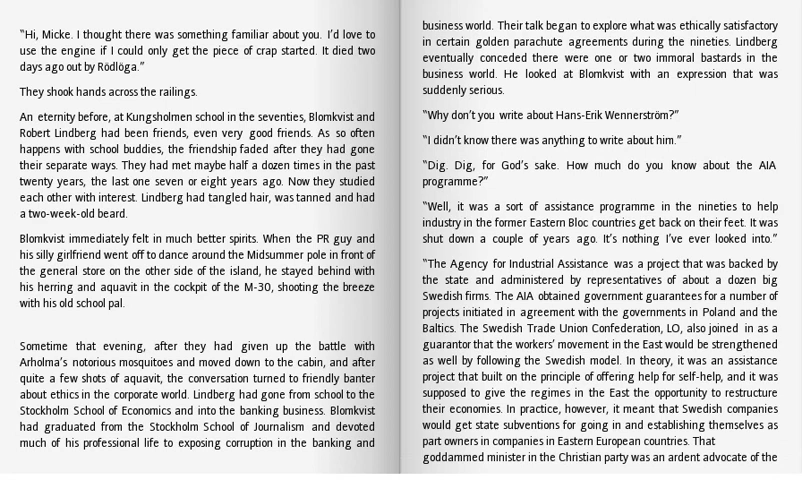 “Hi, Micke. I thought there was something familiar about you. I’d love to
use the engine if I could only get the piece of crap started. It died two
days ago out by Rödlöga.”
They shook hands across the railings.
An eternity before, at Kungsholmen school in the seventies, Blomkvist and
Robert Lindberg had been friends, even very good friends. As so often
happens with school buddies, the friendship faded after they had gone
their separate ways. They had met maybe half a dozen times in the past
twenty years, the last one seven or eight years ago. Now they studied
each other with interest. Lindberg had tangled hair, was tanned and had
a two-week-old beard.
Blomkvist immediately felt in much better spirits. When the PR guy and
his silly girlfriend went off to dance around the Midsummer pole in front of
the general store on the other side of the island, he stayed behind with
his herring and aquavit in the cockpit of the M-30, shooting the breeze
with his old school pal.
Sometime that evening, after they had given up the battle with
Arholma’s notorious mosquitoes and moved down to the cabin, and after
quite a few shots of aquavit, the conversation turned to friendly banter
about ethics in the corporate world. Lindberg had gone from school to the
Stockholm School of Economics and into the banking business. Blomkvist
had graduated from the Stockholm School of Journalism and devoted
much of his professional life to exposing corruption in the banking and
business world. Their talk began to explore what was ethically satisfactory
in certain golden parachute agreements during the nineties. Lindberg
eventually conceded there were one or two immoral bastards in the
business world. He looked at Blomkvist with an expression that was
suddenly serious.
“Why don’t you write about Hans-Erik Wennerström?”
“I didn’t know there was anything to write about him.”
“Dig. Dig, for God’s sake. How much do you know about the AIA
programme?”
“Well, it was a sort of assistance programme in the nineties to help
industry in the former Eastern Bloc countries get back on their feet. It was
shut down a couple of years ago. It’s nothing I’ve ever looked into.”
“The Agency for Industrial Assistance was a project that was backed by
the state and administered by representatives of about a dozen big
Swedish firms. The AIA obtained government guarantees for a number of
projects initiated in agreement with the governments in Poland and the
Baltics. The Swedish Trade Union Confederation, LO, also joined in as a
guarantor that the workers’ movement in the East would be strengthened
as well by following the Swedish model. In theory, it was an assistance
project that built on the principle of offering help for self-help, and it was
supposed to give the regimes in the East the opportunity to restructure
their economies. In practice, however, it meant that Swedish companies
would get state subventions for going in and establishing themselves as
part owners in companies in Eastern European countries. That
goddammed minister in the Christian party was an ardent advocate of the